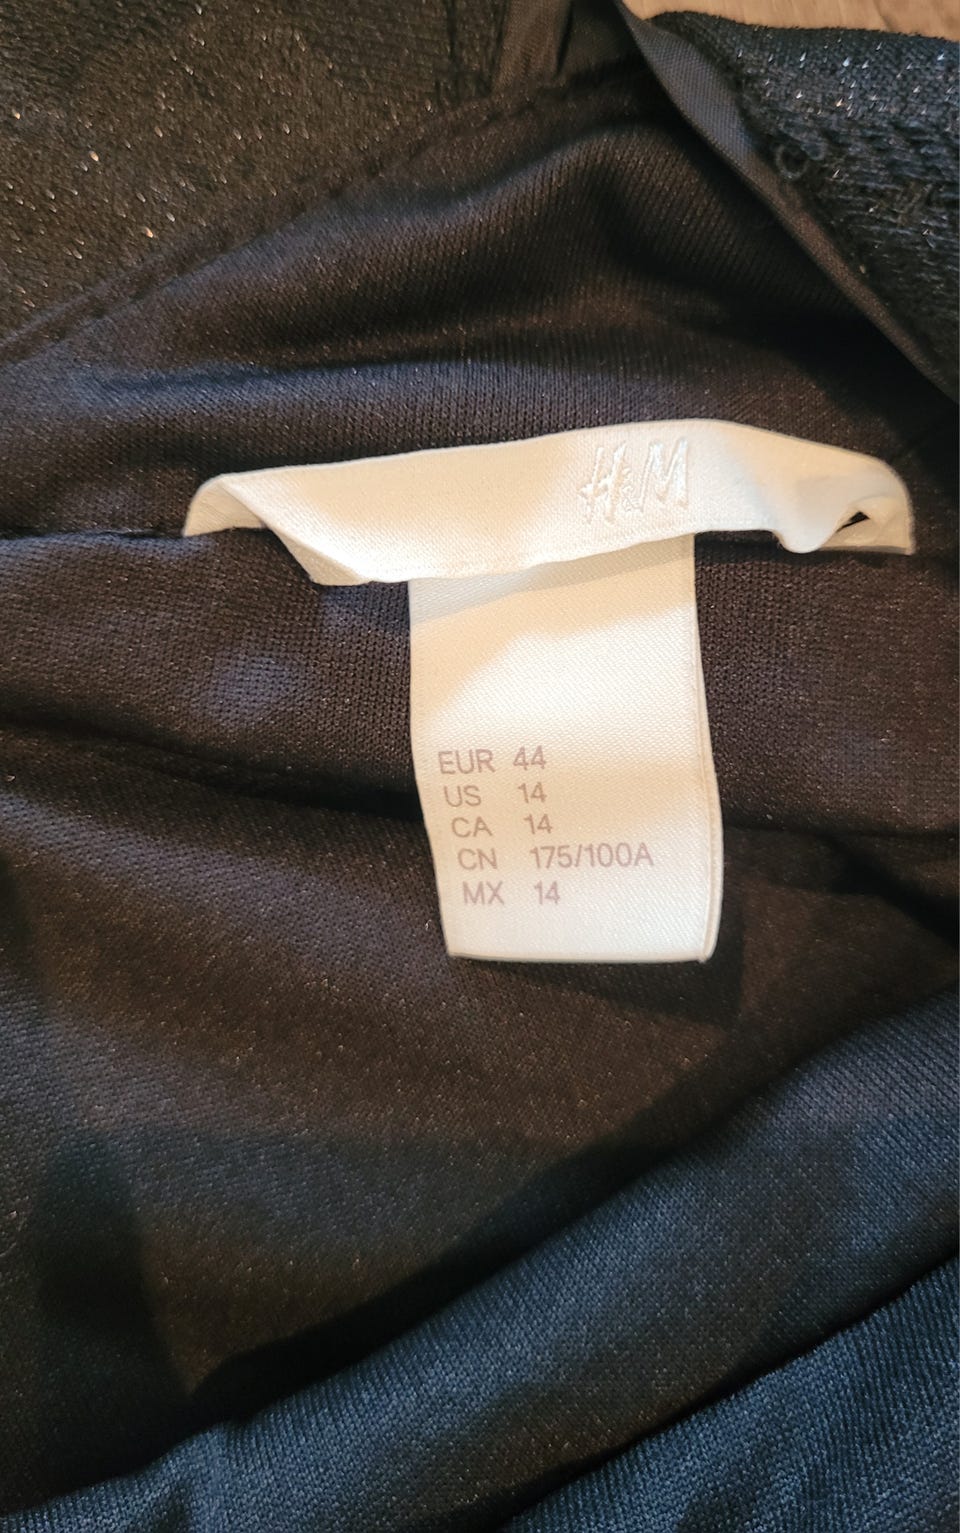 H&M
EUR 44
US 14
CA 14
CN 175/100A
MX 14